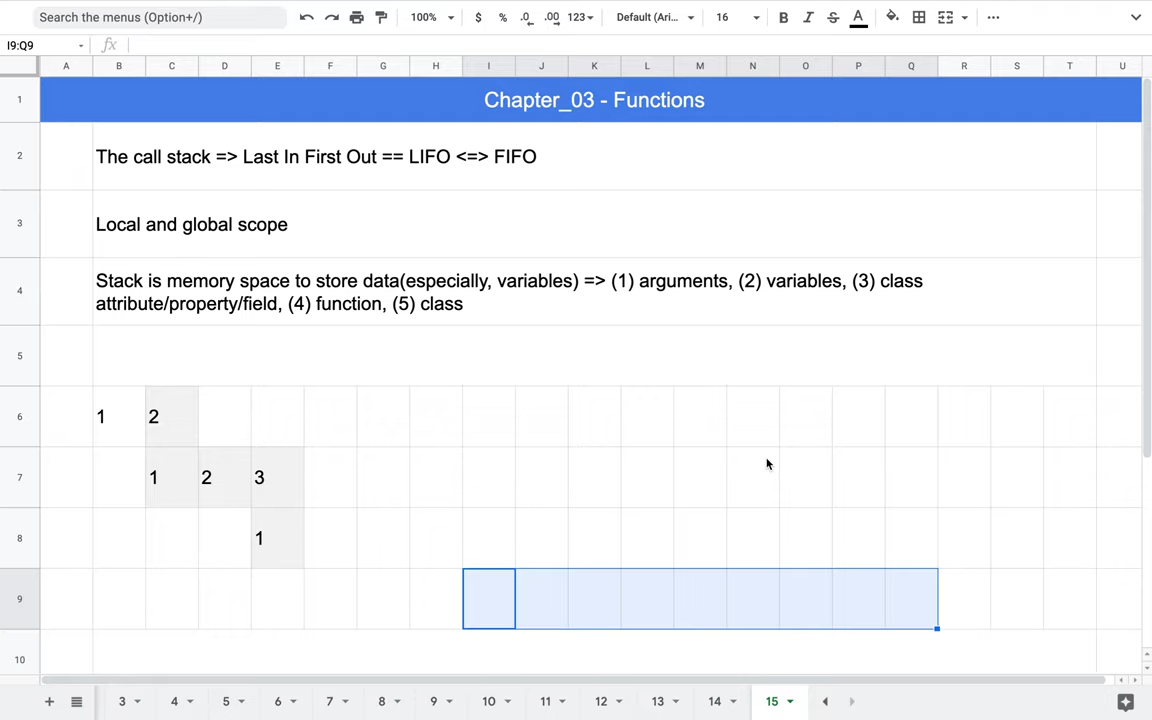 Search the menus (Option+/)
100%
$ % .0 .00 123
Default (Ari...
16
B I S A
I9:Q9
fx
A B C D E F G H I J K L M N O P Q R S T U
1 Chapter_03 - Functions
2 The call stack => Last In First Out == LIFO <=> FIFO
3 Local and global scope
4 Stack is memory space to store data(especially, variables) => (1) arguments, (2) variables, (3) class
attribute/property/field, (4) function, (5) class
5
6 1 2
7 1 2 3
8 1
9
10
3 4 5 6 7 8 9 10 11 12 13 14 15